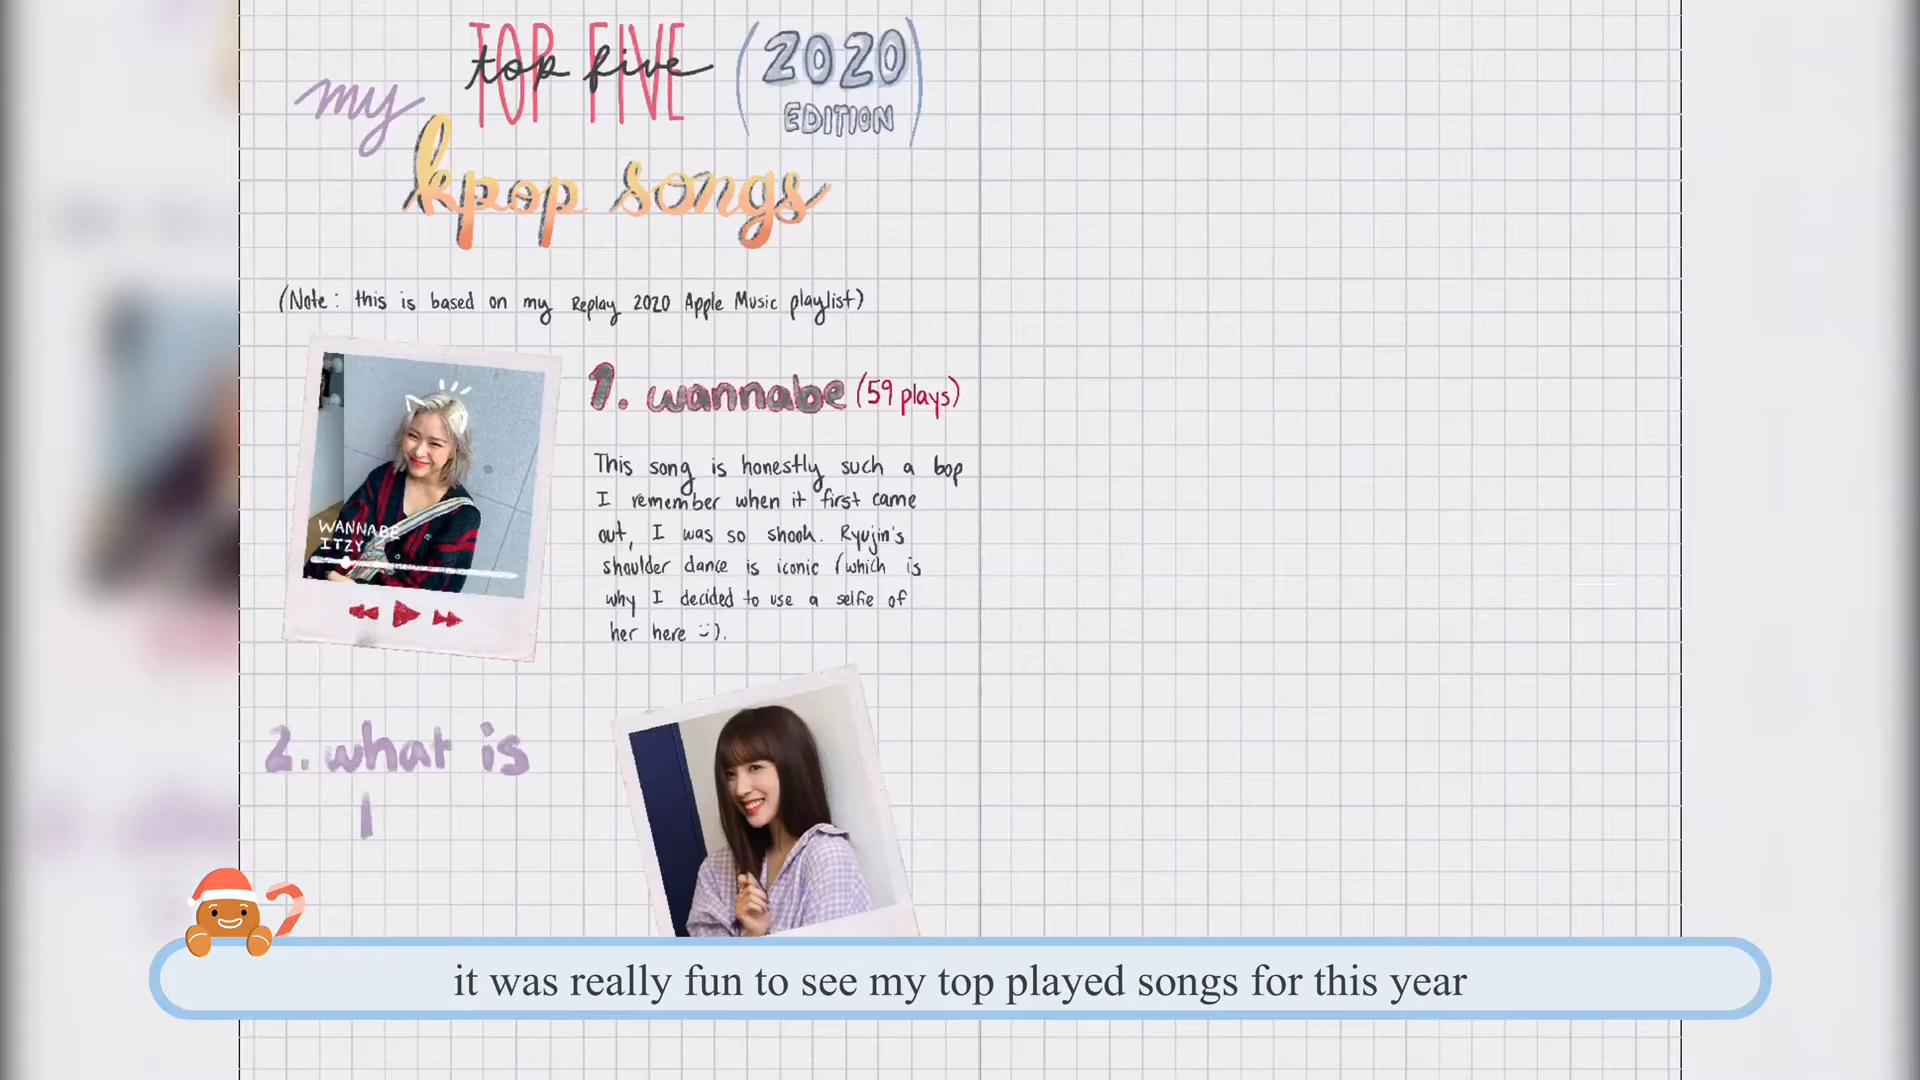 my TOP FIVE top five (2020 EDITION)
kpop songs
(Note: this is based on my Replay 2020 Apple Music playlist)
WANNABE
ITZY
1. wannabe (59 plays)
This song is honestly such a bop
I remember when it first came
out, I was so shook. Ryujin's
shoulder dance is iconic (which is
why I decided to use a selfie of
her here :)).
2. what is
l
it was really fun to see my top played songs for this year